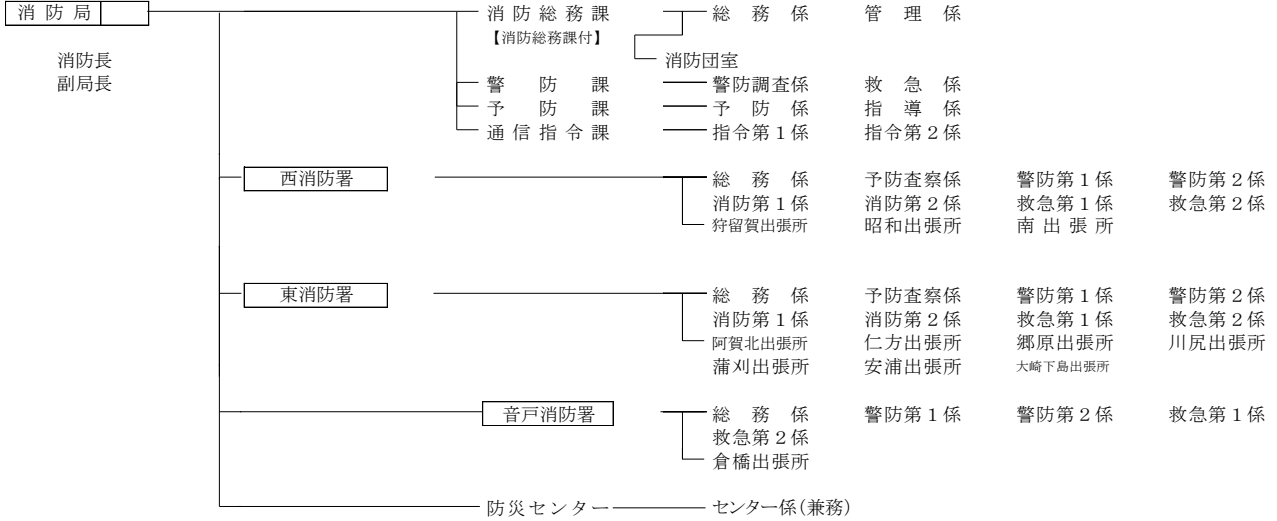 消防局 消防総務課 総務係 管理係
【消防総務課付】
消防長 消防団室
副局長 警防課 警防調査係 救急係
予防課 予防係 指導係
通信指令課 指令第1係 指令第2係
西消防署 総務係 予防査察係 警防第1係 警防第2係
消防第1係 消防第2係 救急第1係 救急第2係
狩留賀出張所 昭和出張所 南出張所
東消防署 総務係 予防査察係 警防第1係 警防第2係
消防第1係 消防第2係 救急第1係 救急第2係
阿賀北出張所 仁方出張所 郷原出張所 川尻出張所
蒲刈出張所 安浦出張所 大崎下島出張所
音戸消防署 総務係 警防第1係 警防第2係 救急第1係
救急第2係
倉橋出張所
防災センター センター係(兼務)